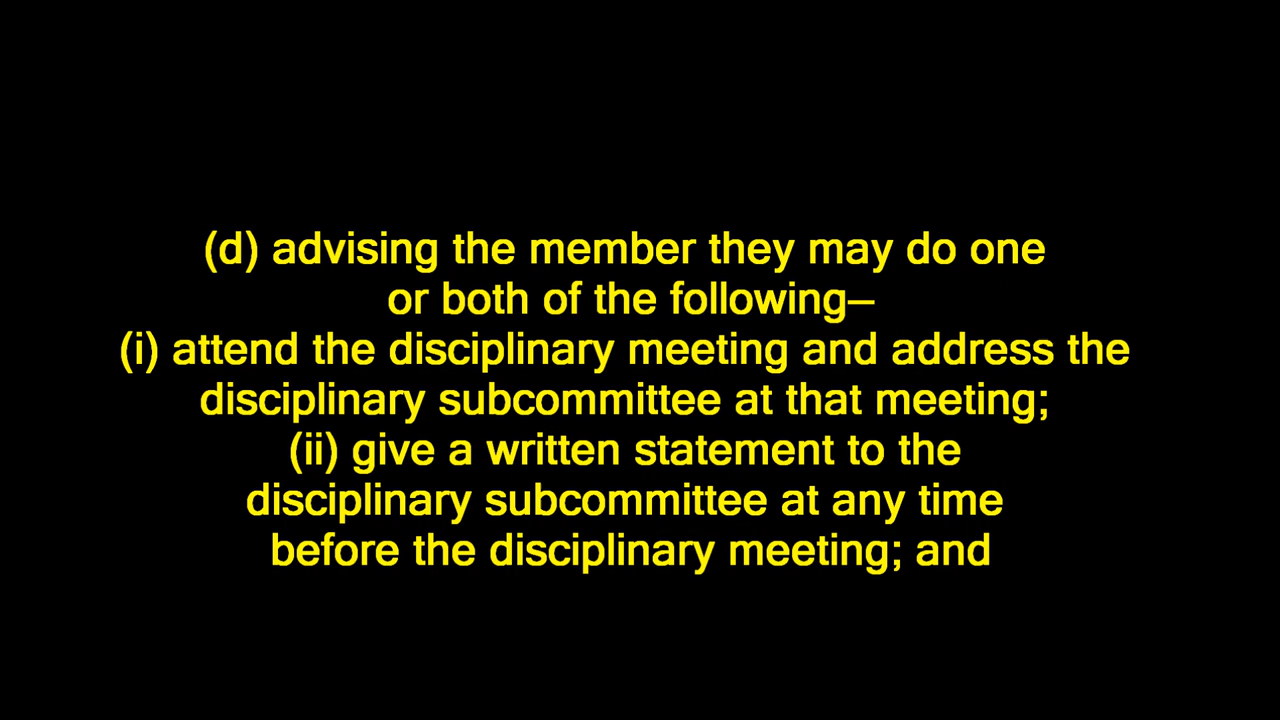 (d) advising the member they may do one
or both of the following—
(i) attend the disciplinary meeting and address the
disciplinary subcommittee at that meeting;
(ii) give a written statement to the
disciplinary subcommittee at any time
before the disciplinary meeting; and